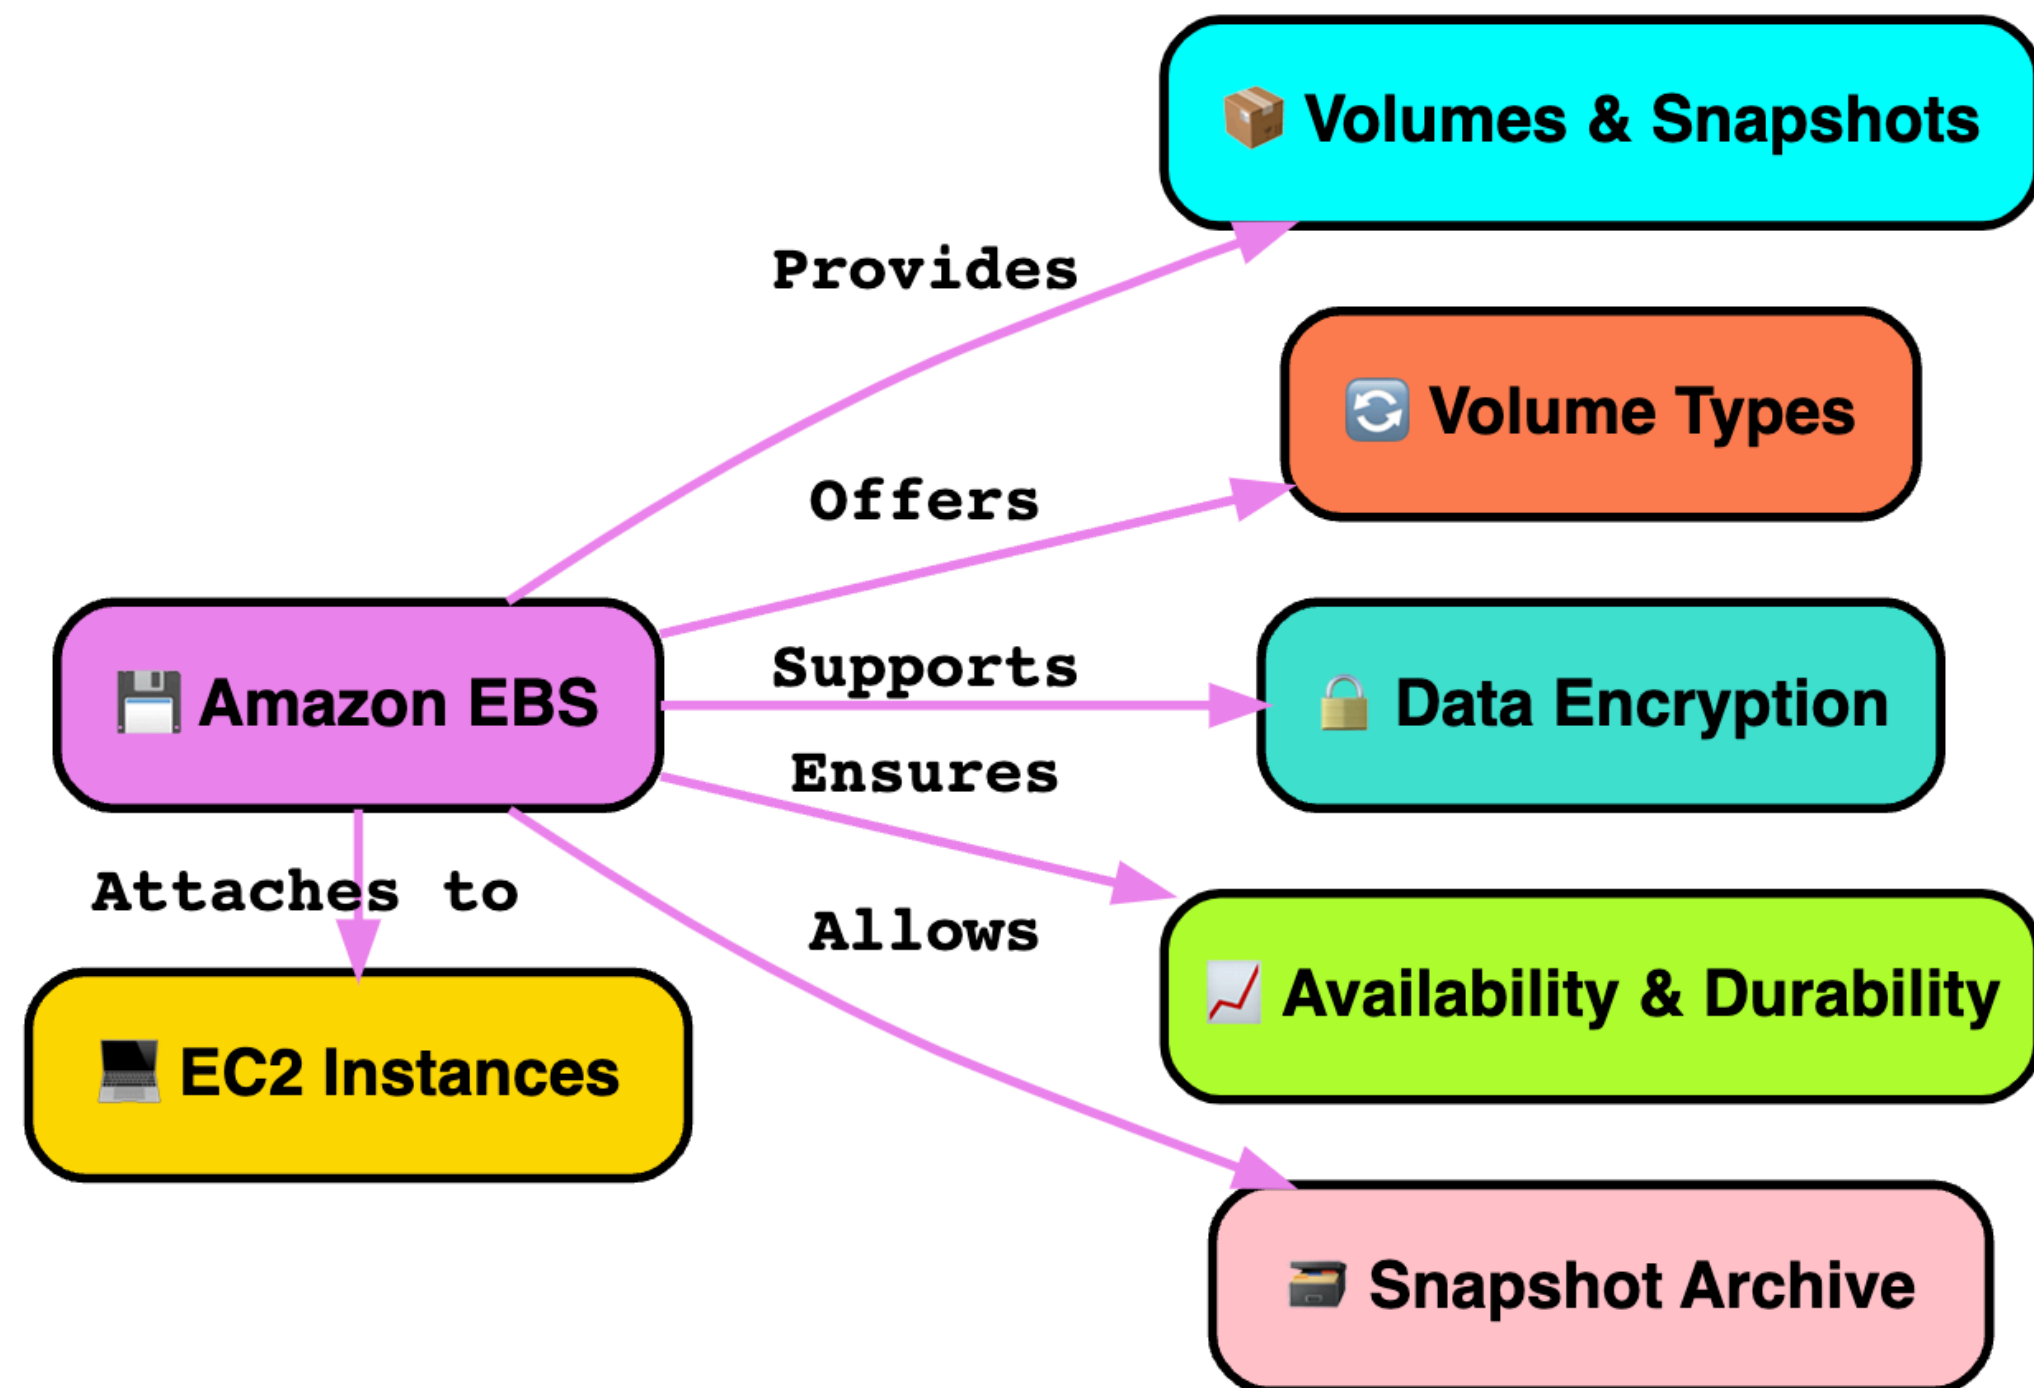 Volumes & Snapshots
Provides
Volume Types
Offers
Supports
Amazon EBS
Data Encryption
Ensures
Attaches to
Allows
Availability & Durability
EC2 Instances
Snapshot Archive